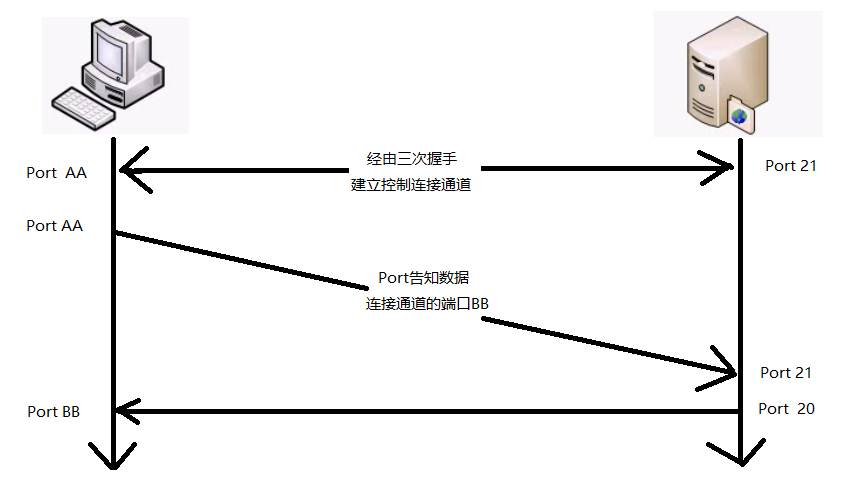 经由三次握手
Port AA
建立控制连接通道
Port 21
Port AA
Port告知数据
连接通道的端口BB
Port 21
Port BB
Port 20